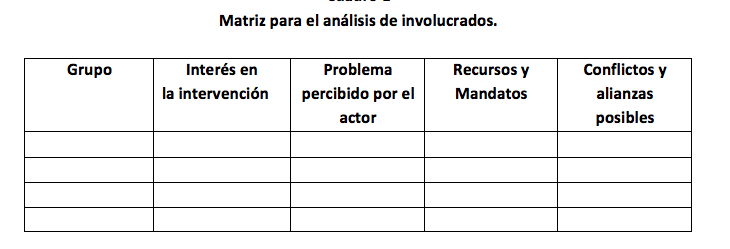 Matriz para el análisis de involucrados.
Grupo
Interés en
la intervención
Problema
percibido por el
actor
Recursos y
Mandatos
Conflictos y
alianzas
posibles